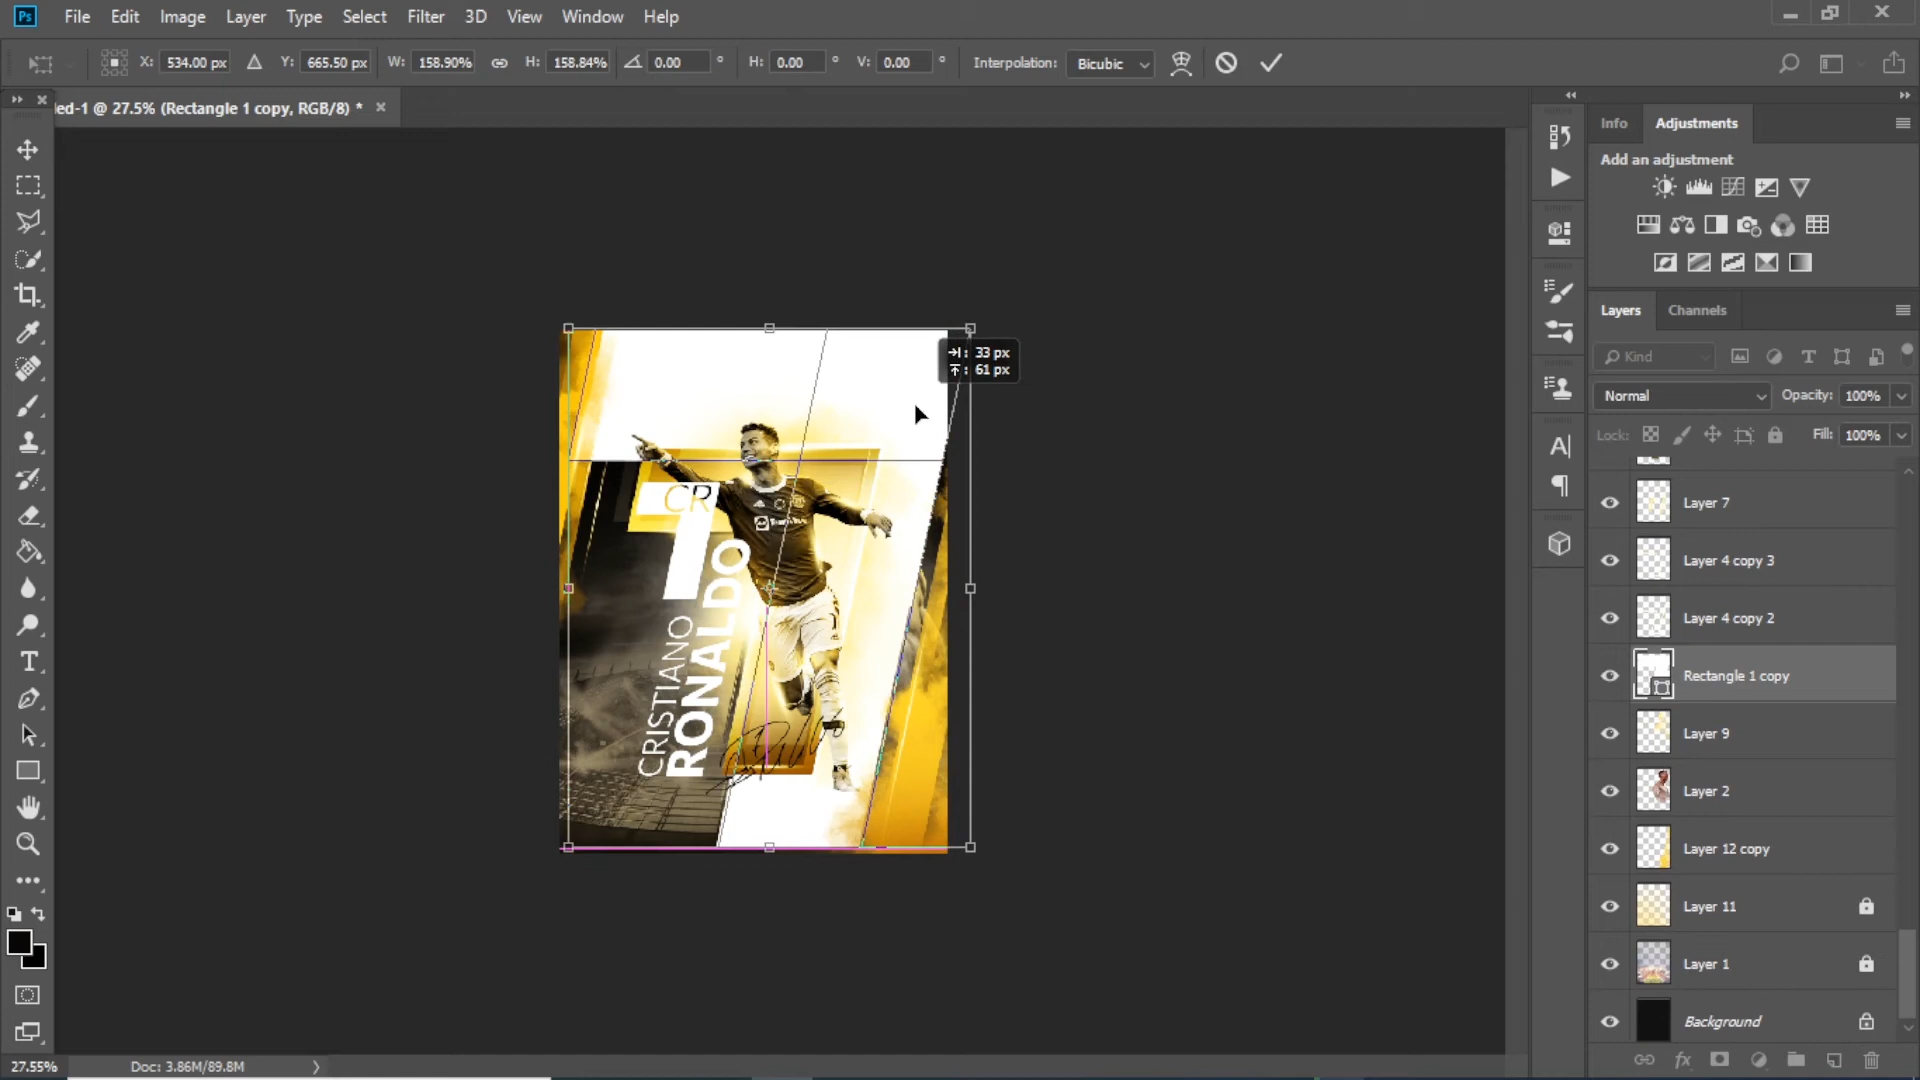 Ps File Edit Image Layer Type Select Filter 3D View Window Help
X: 534.00 px Y: 665.50 px W: 158.90% H: 158.84% 0.00 ° H: 0.00 ° V: 0.00 ° Interpolation: Bicubic
led-1 @ 27.5% (Rectangle 1 copy, RGB/8) *
Info Adjustments
Add an adjustment
Layers Channels
Kind
Normal Opacity: 100%
Lock: Fill: 100%
Layer 7
Layer 4 copy 3
Layer 4 copy 2
Rectangle 1 copy
Layer 9
Layer 2
Layer 12 copy
Layer 11
Layer 1
Background
fx
: 33 px
: 61 px
CR
7
CRISTIANO
RONALDO
27.55% Doc: 3.86M/89.8M